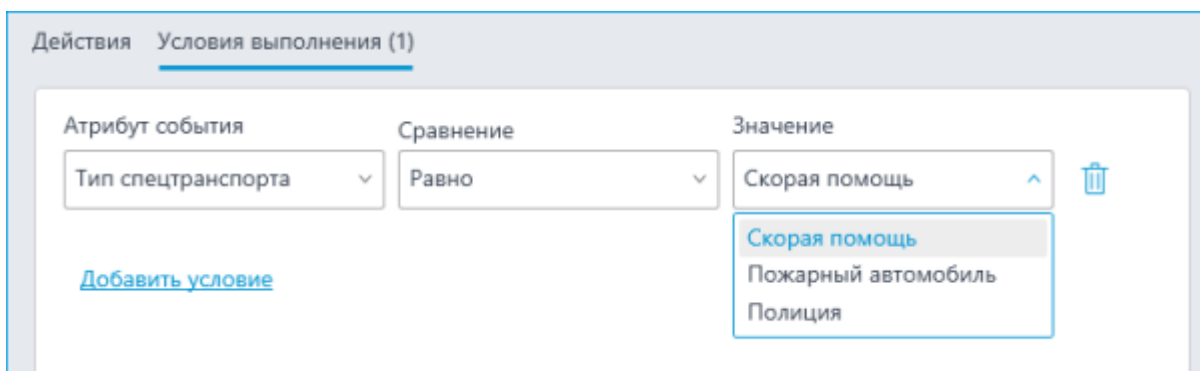 Действия Условия выполнения (1)
Атрибут события Сравнение Значение
Тип спецтранспорта Равно Скорая помощь
Скорая помощь
Добавить условие Пожарный автомобиль
Полиция